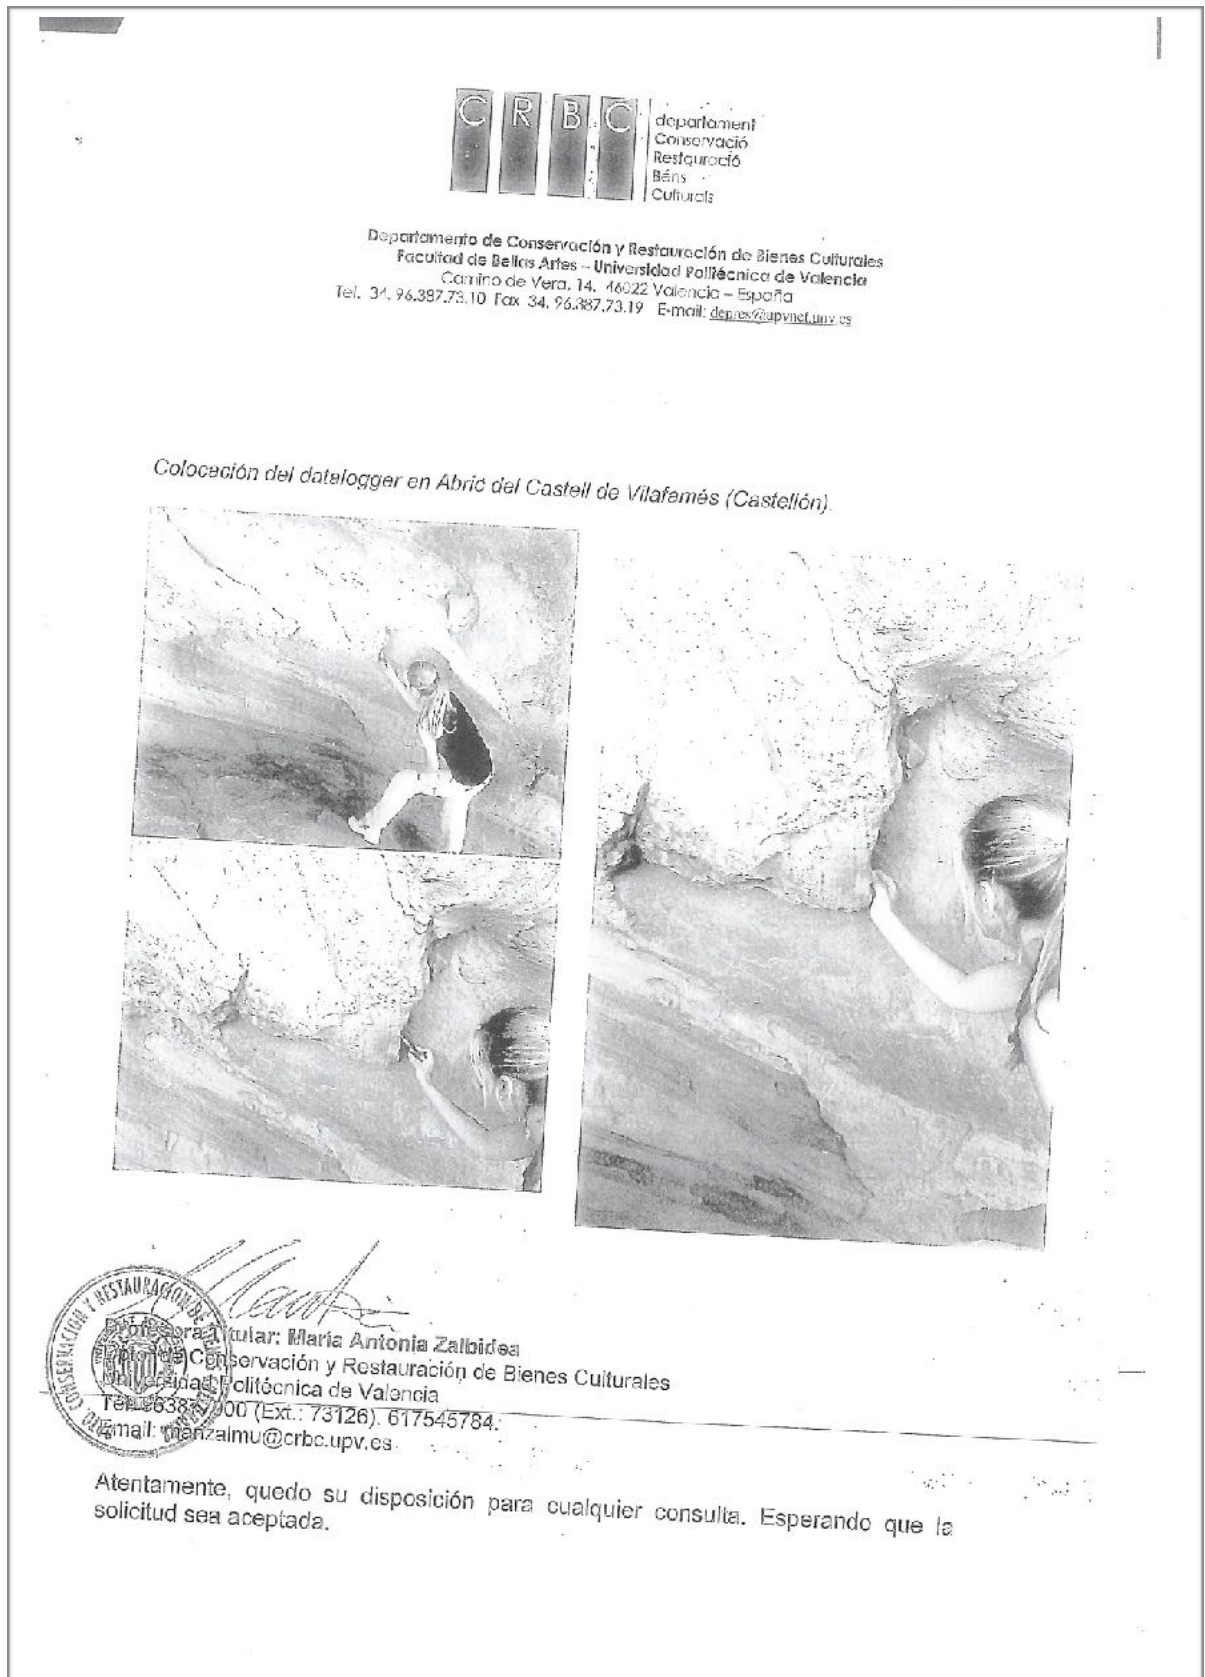 C R B C
departament
Conservació
Restauració
Béns
Culturals
Departamento de Conservación y Restauración de Bienes Culturales
Facultad de Bellas Artes – Universidad Politécnica de Valencia
Camino de Vera, 14, 46022 Valencia – España
Tel. 34. 96.387.73.10 Fax 34. 96.387.73.19 E-mail: depres@upvnet.upv.es
Colocación del datalogger en Abric del Castell de Vilafamés (Castellón).
Profesora Titular: María Antonia Zalbidea
Dpto. de Conservación y Restauración de Bienes Culturales
Universidad Politécnica de Valencia
(Ext.: 73126). 617545784.
Email: manzalmu@crbc.upv.es
DPTO. CONSERVACIÓN Y RESTAURACIÓN DE
Atentamente, quedo su disposición para cualquier consulta. Esperando que la
solicitud sea aceptada.